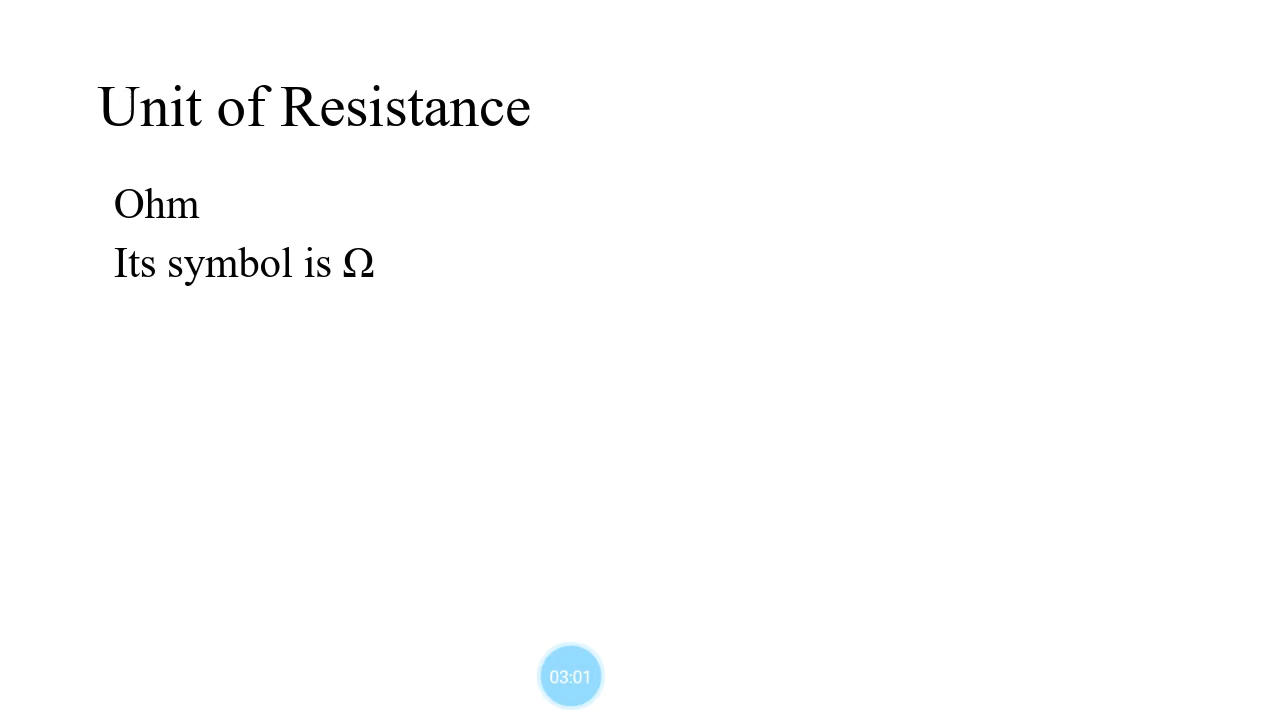 Unit of Resistance
Ohm
Its symbol is Ω
03:01